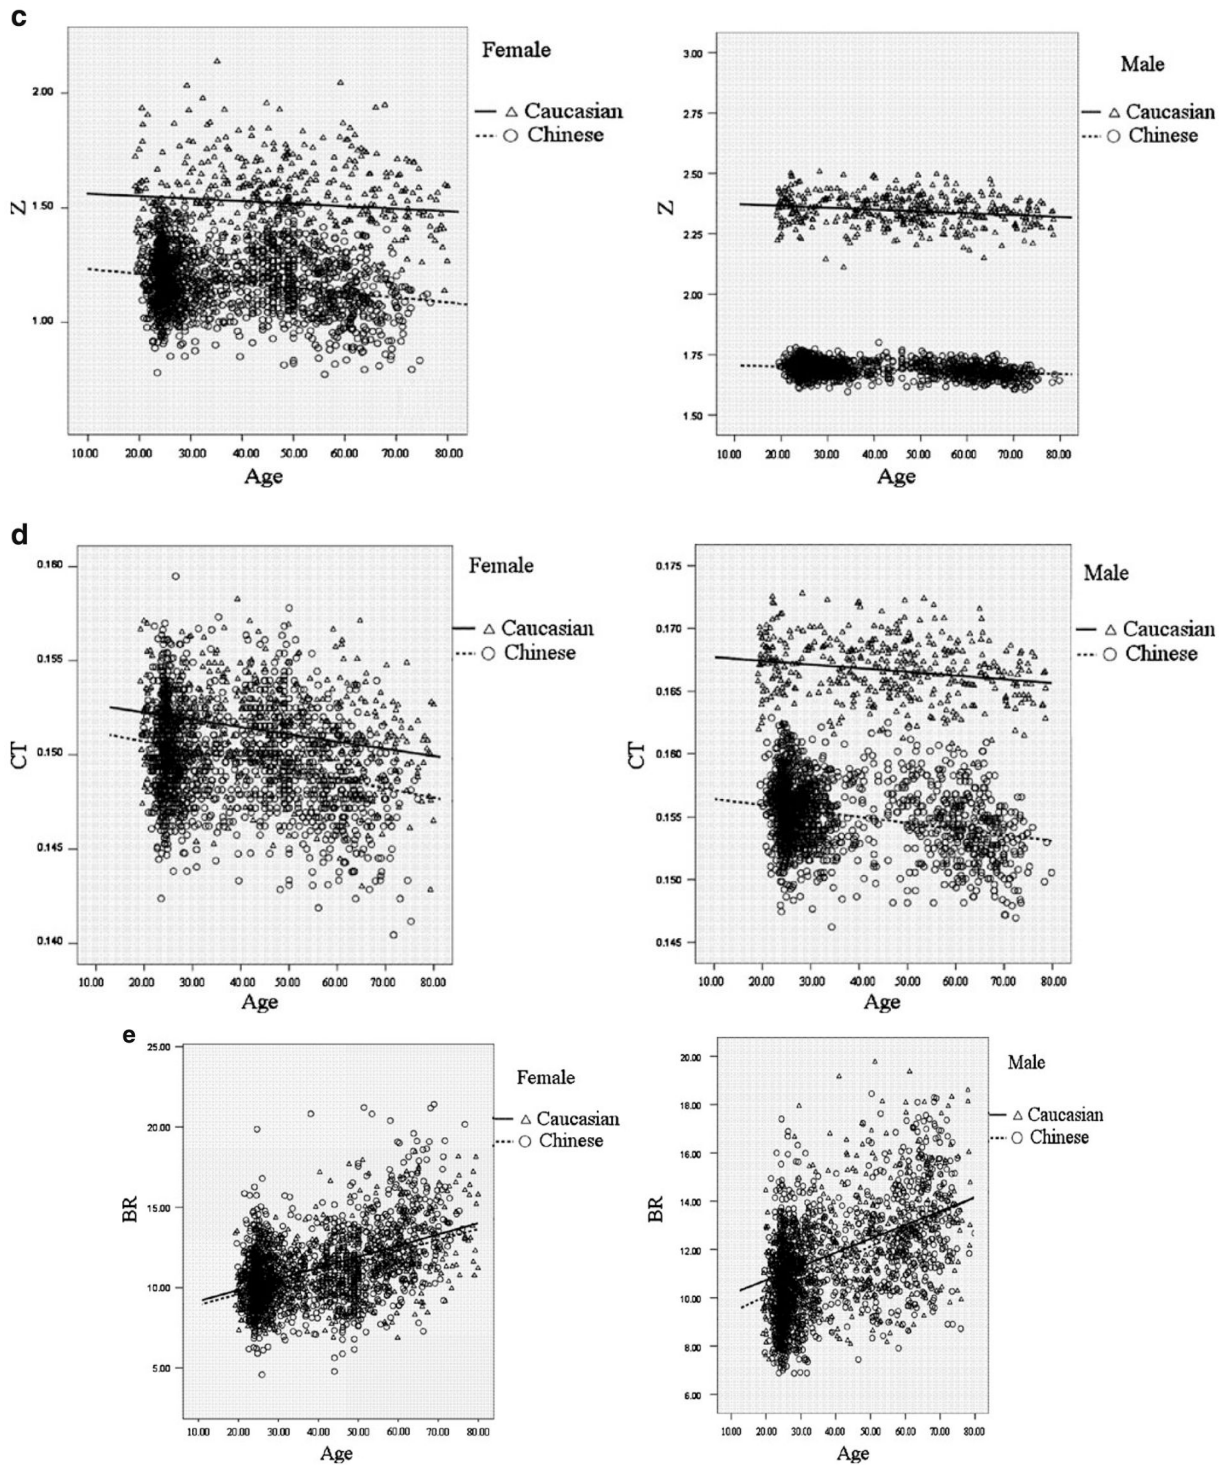 c
Female
Caucasian
Chinese
Z
2.00
1.50
1.00
10.00 20.00 30.00 40.00 50.00 60.00 70.00 80.00
Age
Male
Caucasian
Chinese
Z
3.00
2.75
2.50
2.25
2.00
1.75
1.50
10.00 20.00 30.00 40.00 50.00 60.00 70.00 80.00
Age
d
Female
Caucasian
Chinese
CT
0.160
0.155
0.150
0.145
0.140
10.00 20.00 30.00 40.00 50.00 60.00 70.00 80.00
Age
Male
Caucasian
Chinese
CT
0.175
0.170
0.165
0.160
0.155
0.150
0.145
10.00 20.00 30.00 40.00 50.00 60.00 70.00 80.00
Age
e
Female
Caucasian
Chinese
BR
25.00
20.00
15.00
10.00
5.00
10.00 20.00 30.00 40.00 50.00 60.00 70.00 80.00
Age
Male
Caucasian
Chinese
BR
20.00
18.00
16.00
14.00
12.00
10.00
8.00
6.00
10.00 20.00 30.00 40.00 50.00 60.00 70.00 80.00
Age